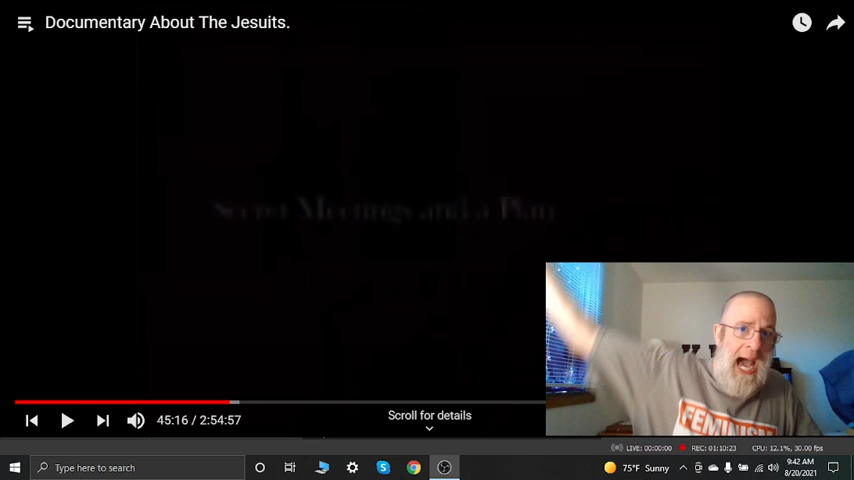 Documentary About The Jesuits.
Secret Meetings and a Plan
FEMINISM
45:16 / 2:54:57
Scroll for details
LIVE: 00:00:00
REC: 01:10:23
CPU: 12.1%, 30.00 fps
Type here to search
75°F Sunny
9:42 AM
8/20/2021